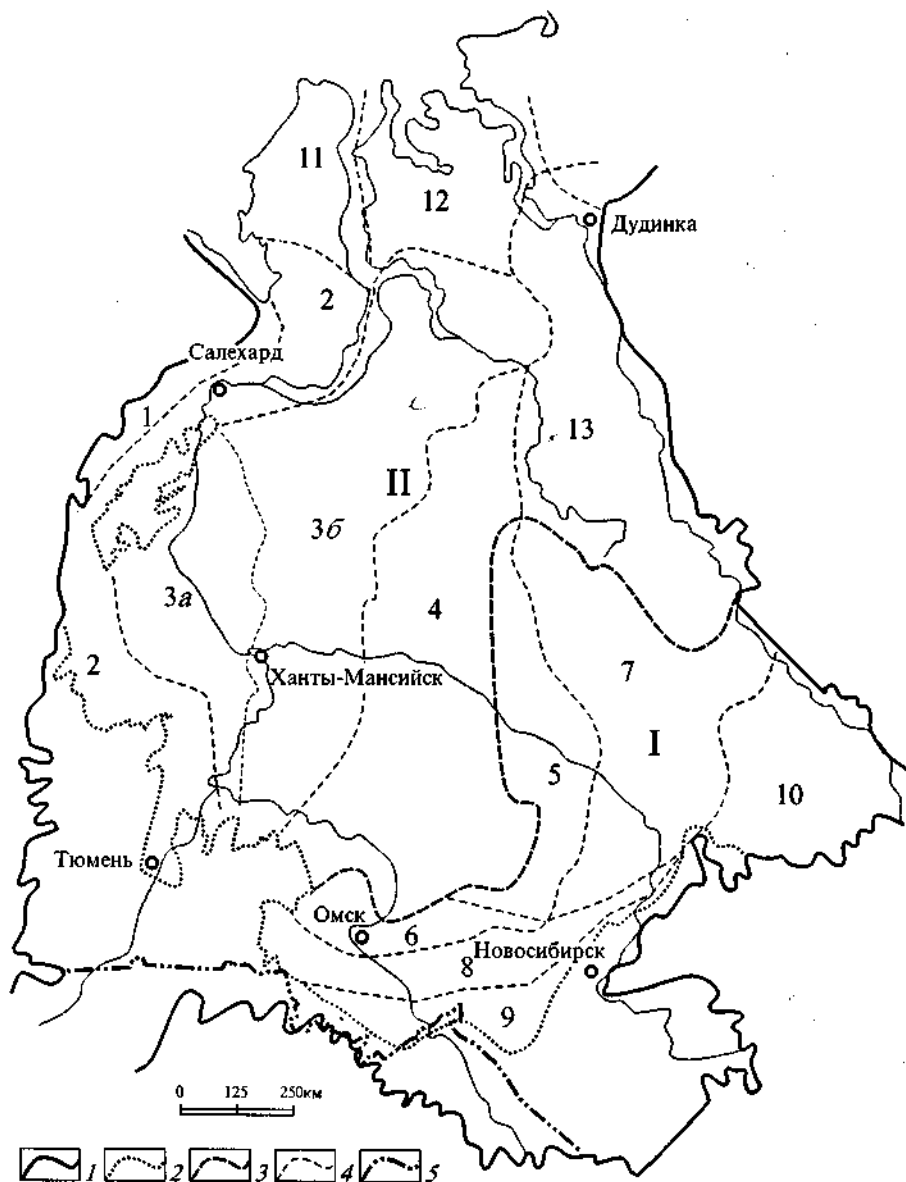 11
12
Дудинка
2
Салехард
1
13
II
3б
3а
4
2
Ханты-Мансийск
7
I
5
10
Тюмень
Омск
6
Новосибирск
8
9
0 125 250км
1 2 3 4 5